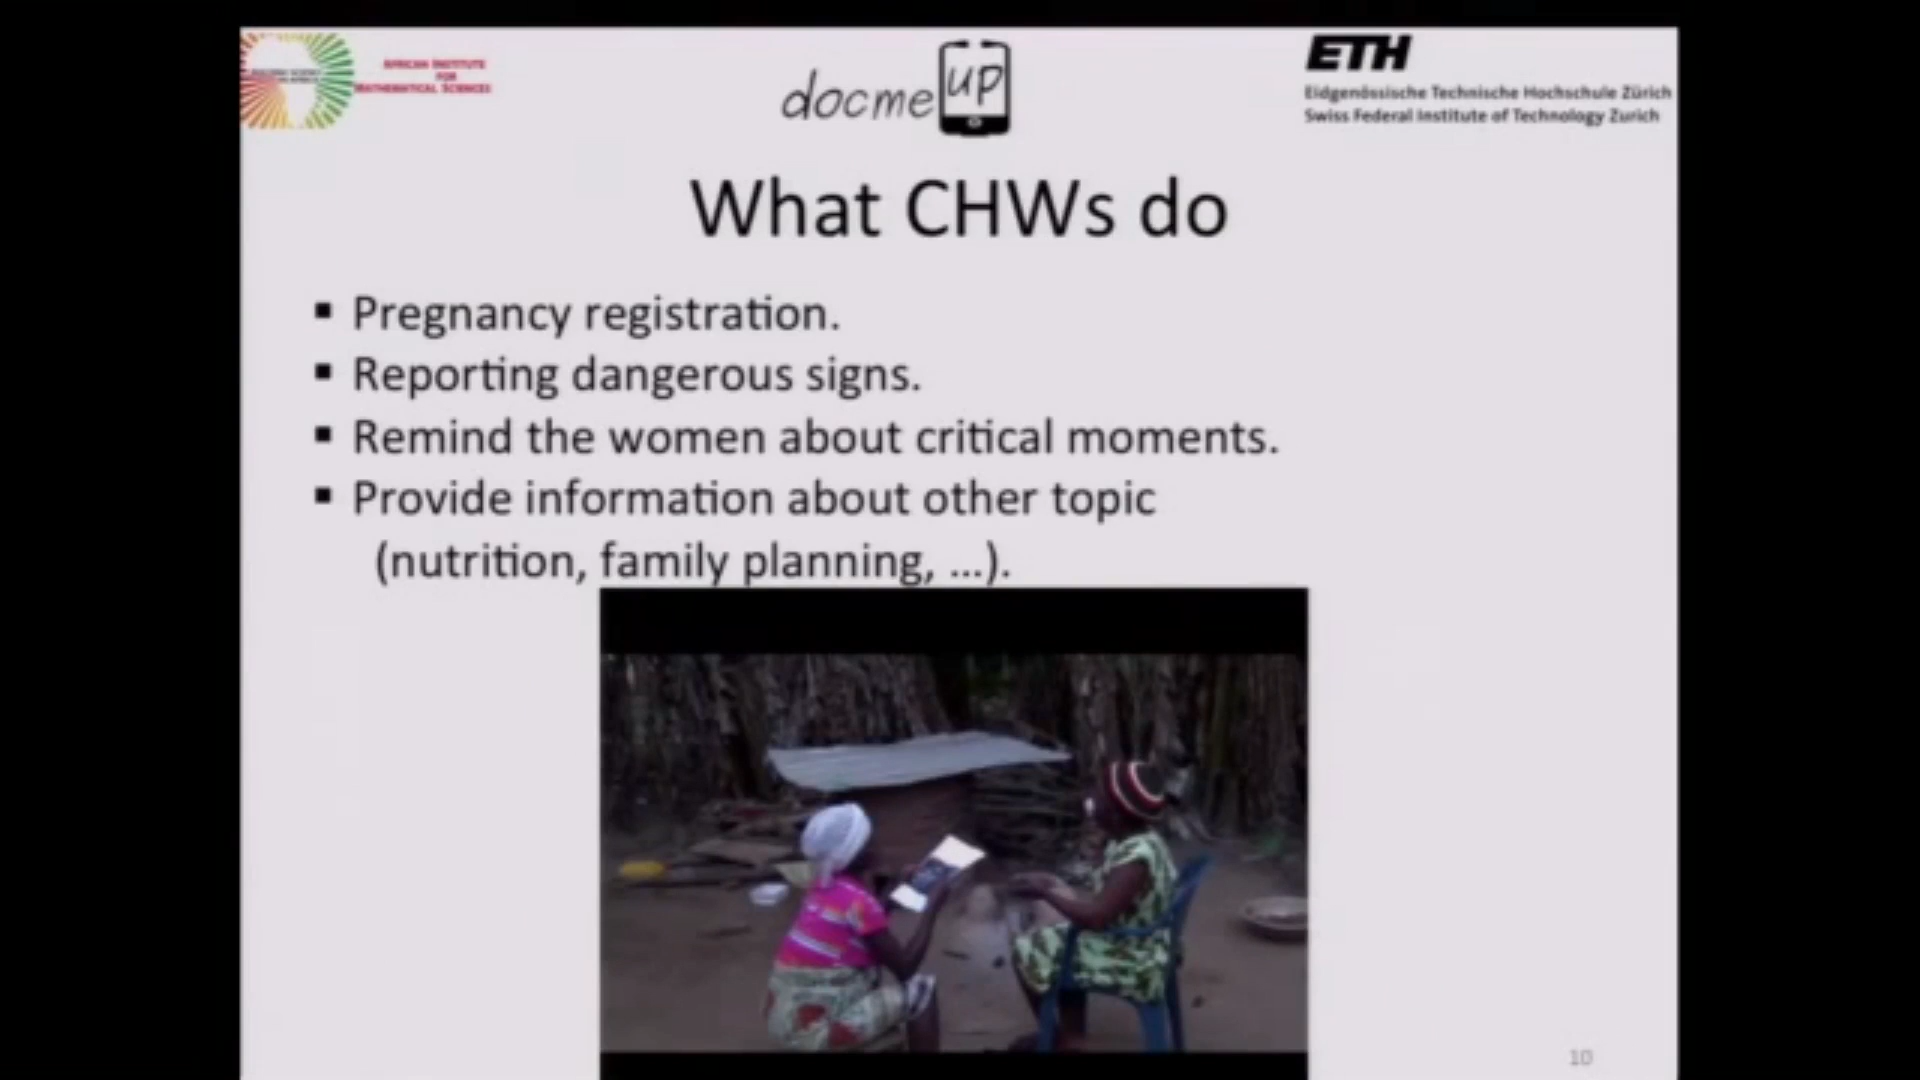 AFRICAN INSTITUTE
FOR
MATHEMATICAL SCIENCES
docmeup
ETH
Eidgenössische Technische Hochschule Zürich
Swiss Federal Institute of Technology Zurich
What CHWs do
▪ Pregnancy registration.
▪ Reporting dangerous signs.
▪ Remind the women about critical moments.
▪ Provide information about other topic
(nutrition, family planning, ...).
10